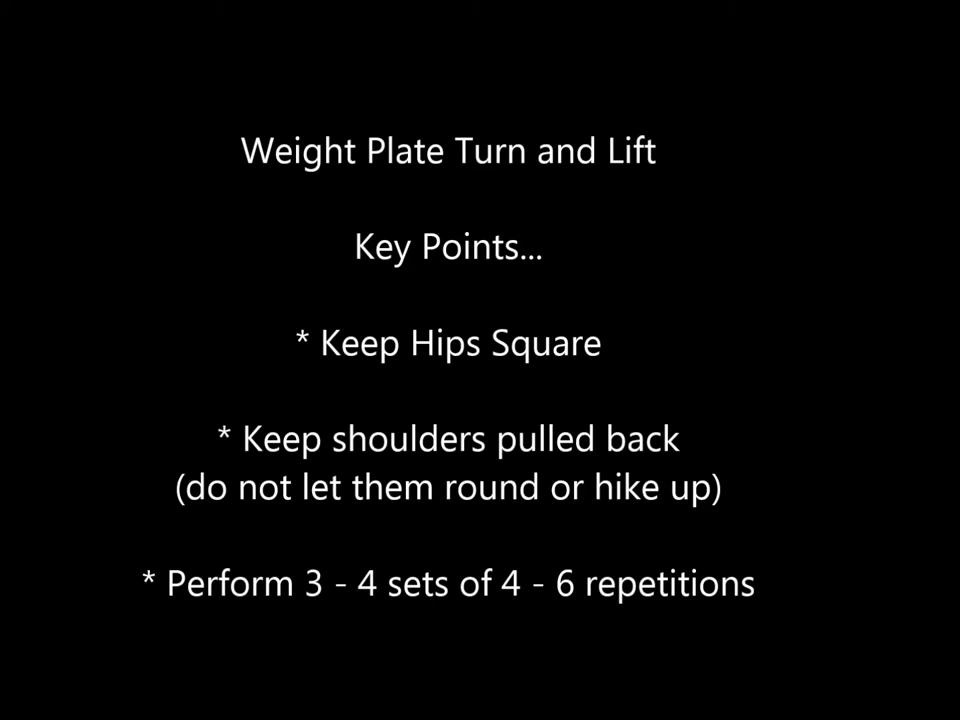 Weight Plate Turn and Lift
Key Points...
* Keep Hips Square
* Keep shoulders pulled back
(do not let them round or hike up)
* Perform 3 - 4 sets of 4 - 6 repetitions